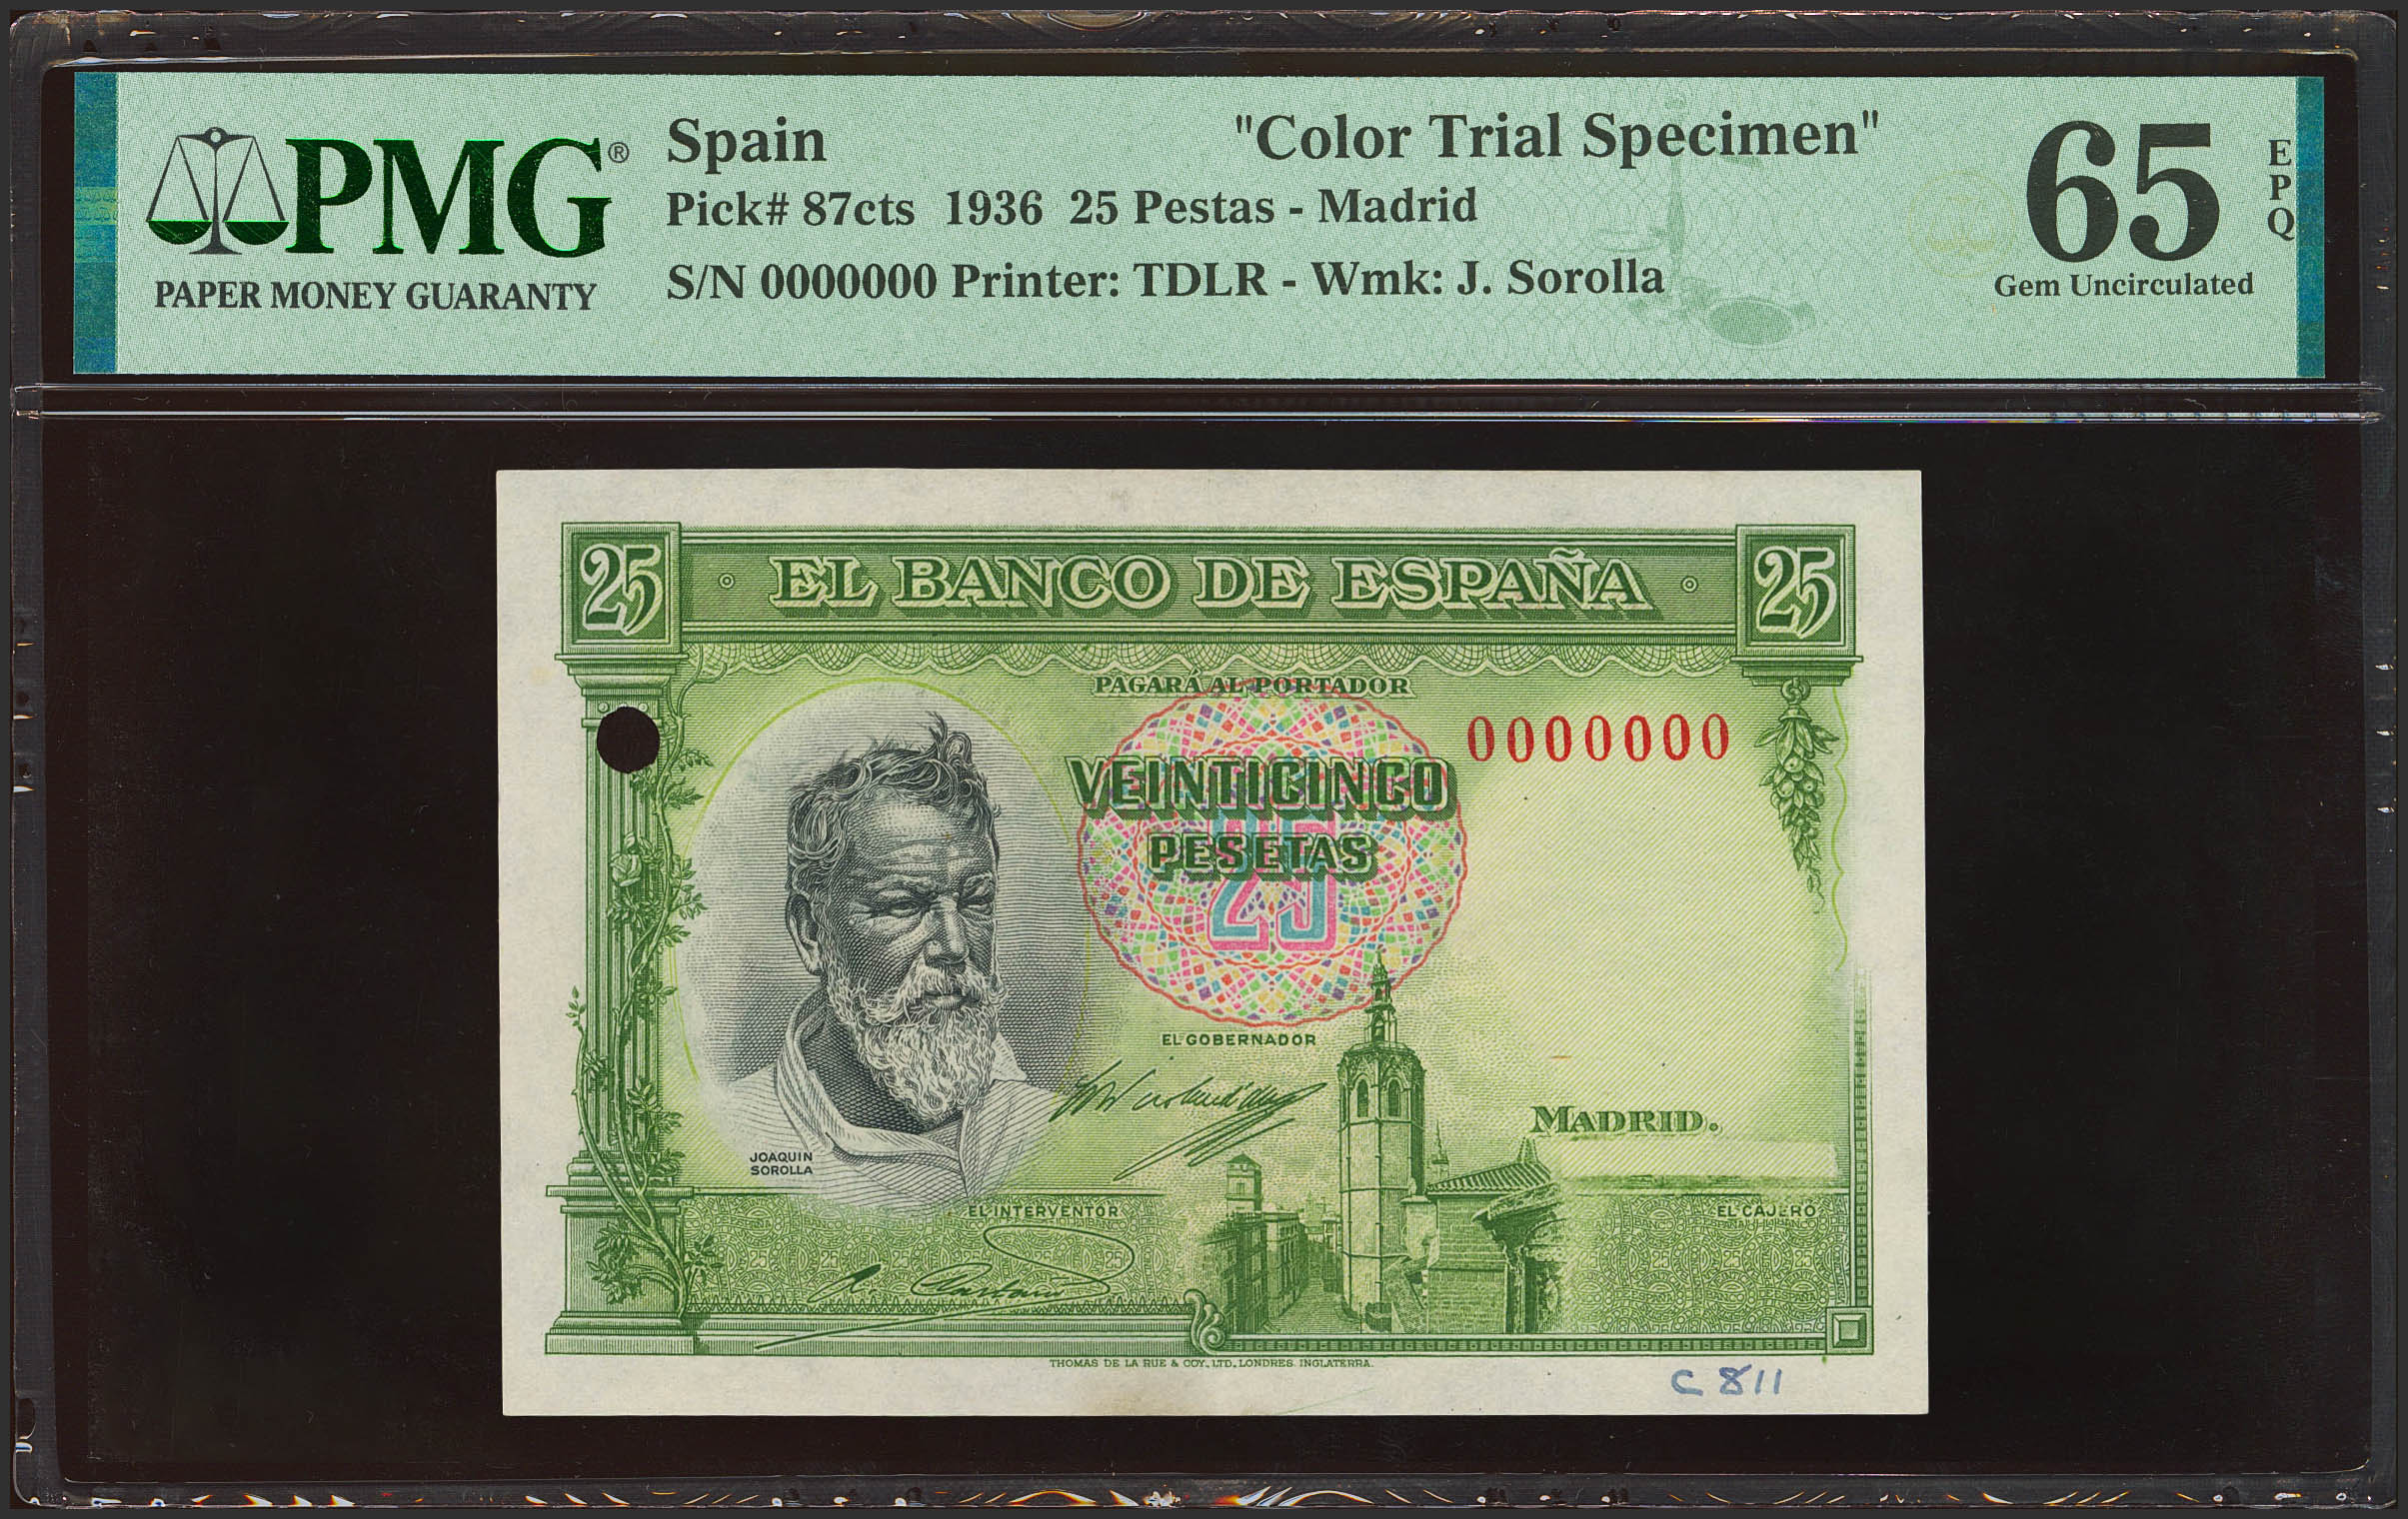 PMG®
PAPER MONEY GUARANTY
Spain "Color Trial Specimen"
Pick# 87cts 1936 25 Pestas - Madrid
S/N 0000000 Printer: TDLR - Wmk: J. Sorolla
65
EPQ
Gem Uncirculated
25 EL BANCO DE ESPAÑA 25
PAGARÁ AL PORTADOR
0000000
VEINTICINCO
PESETAS
25
EL GOBERNADOR
MADRID.
JOAQUIN
SOROLLA
EL INTERVENTOR
EL CAJERO
THOMAS DE LA RUE & COY., LTD., LONDRES. INGLATERRA.
C 811